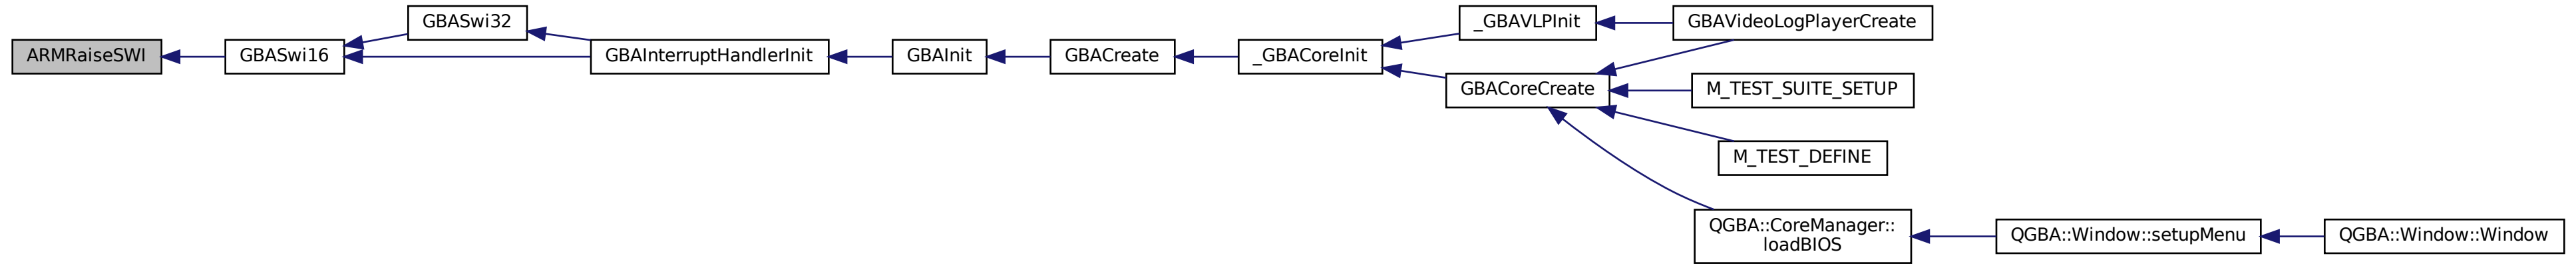 ARMRaiseSWI
GBASwi16
GBASwi32
GBAInterruptHandlerInit
GBAInit
GBACreate
_GBACoreInit
_GBAVLPInit
GBAVideoLogPlayerCreate
GBACoreCreate
M_TEST_SUITE_SETUP
M_TEST_DEFINE
QGBA::CoreManager::
loadBIOS
QGBA::Window::setupMenu
QGBA::Window::Window